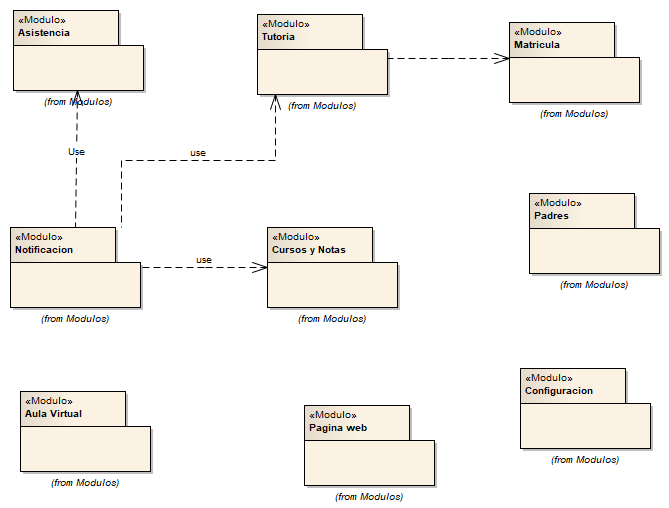 «Modulo»
Asistencia
(from Modulos)
«Modulo»
Tutoria
(from Modulos)
«Modulo»
Matricula
(from Modulos)
Use
use
«Modulo»
Padres
(from Modulos)
«Modulo»
Notificacion
(from Modulos)
use
«Modulo»
Cursos y Notas
(from Modulos)
«Modulo»
Configuracion
(from Modulos)
«Modulo»
Aula Virtual
(from Modulos)
«Modulo»
Pagina web
(from Modulos)